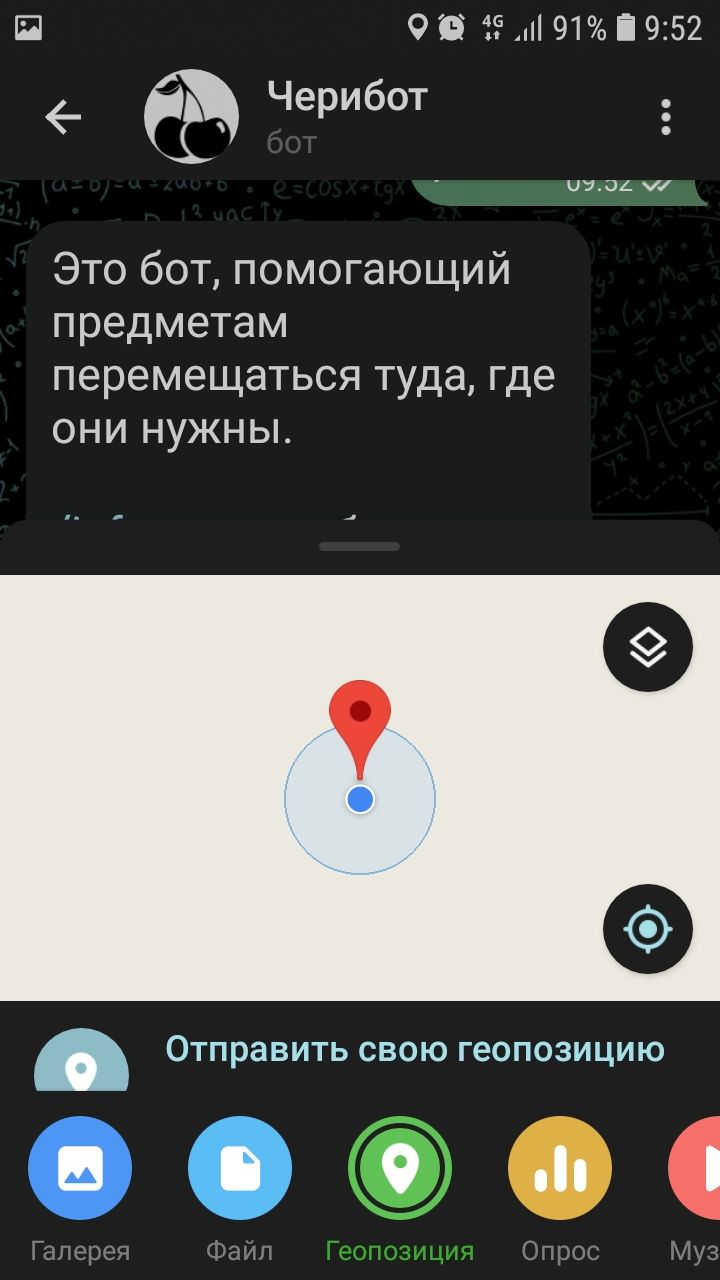 4G 91% 9:52
Черибот
бот
09:52
Это бот, помогающий
предметам
перемещаться туда, где
они нужны.
Отправить свою геопозицию
Галерея Файл Геопозиция Опрос Муз